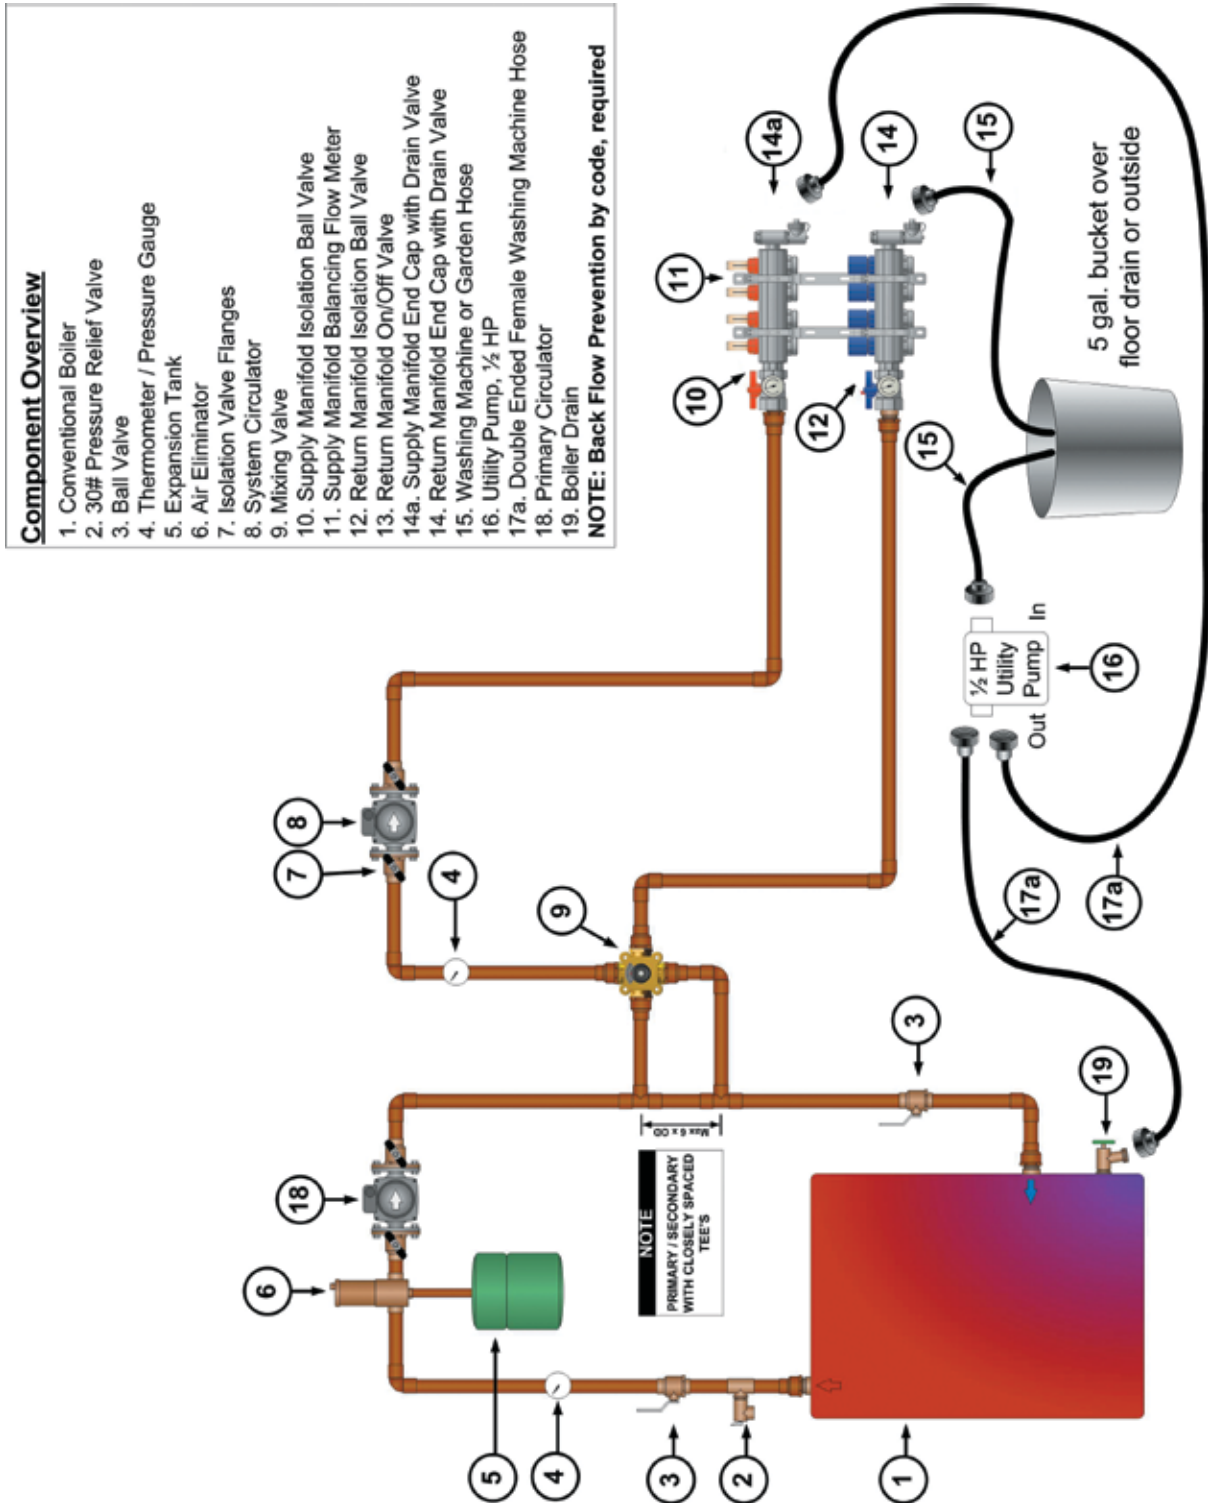 Component Overview
1. Conventional Boiler
2. 30# Pressure Relief Valve
3. Ball Valve
4. Thermometer / Pressure Gauge
5. Expansion Tank
6. Air Eliminator
7. Isolation Valve Flanges
8. System Circulator
9. Mixing Valve
10. Supply Manifold Isolation Ball Valve
11. Supply Manifold Balancing Flow Meter
12. Return Manifold Isolation Ball Valve
13. Return Manifold On/Off Valve
14a. Supply Manifold End Cap with Drain Valve
14. Return Manifold End Cap with Drain Valve
15. Washing Machine or Garden Hose
16. Utility Pump, ½ HP
17a. Double Ended Female Washing Machine Hose
18. Primary Circulator
19. Boiler Drain
NOTE: Back Flow Prevention by code, required
6
18
8
7
5
4
4
9
11
14a
10
12
14
15
15
3
2
NOTE
PRIMARY / SECONDARY
WITH CLOSELY SPACED
TEE'S
Max 6 x OD
3
1
19
17a
17a
Out
½ HP
Utility
Pump
In
16
5 gal. bucket over
floor drain or outside